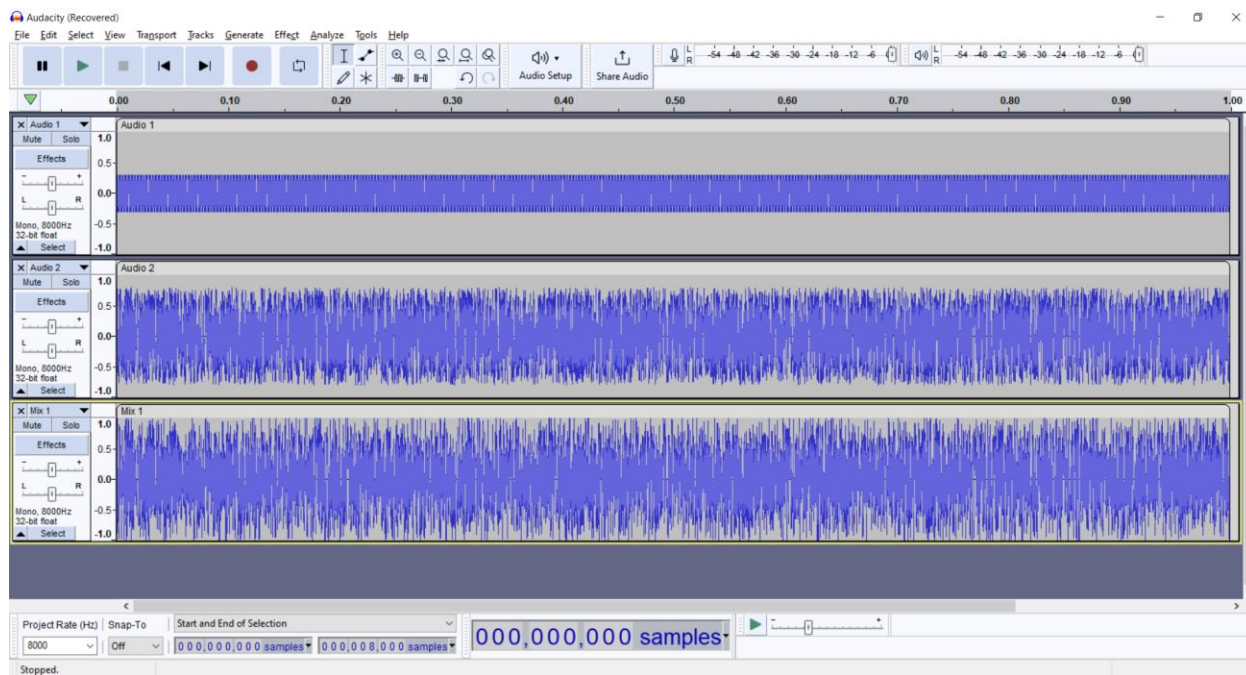 Audacity (Recovered)
File Edit Select View Transport Tracks Generate Effect Analyze Tools Help
L R -54 -48 -42 -36 -30 -24 -18 -12 -6 L R -54 -48 -42 -36 -30 -24 -18 -12 -6
Audio Setup Share Audio
0.00 0.10 0.20 0.30 0.40 0.50 0.60 0.70 0.80 0.90 1.00
Audio 1 Audio 1
Mute Solo 1.0
Effects 0.5
- +
0.0
L R
Mono, 8000Hz -0.5
32-bit float
Select -1.0
Audio 2 Audio 2
Mute Solo 1.0
Effects 0.5
- +
0.0
L R
Mono, 8000Hz -0.5
32-bit float
Select -1.0
Mix 1 Mix 1
Mute Solo 1.0
Effects 0.5
- +
0.0
L R
Mono, 8000Hz -0.5
32-bit float
Select -1.0
Project Rate (Hz) Snap-To Start and End of Selection
8000 Off 000,000,000 samples 000,008,000 samples 000,000,000 samples - +
Stopped.